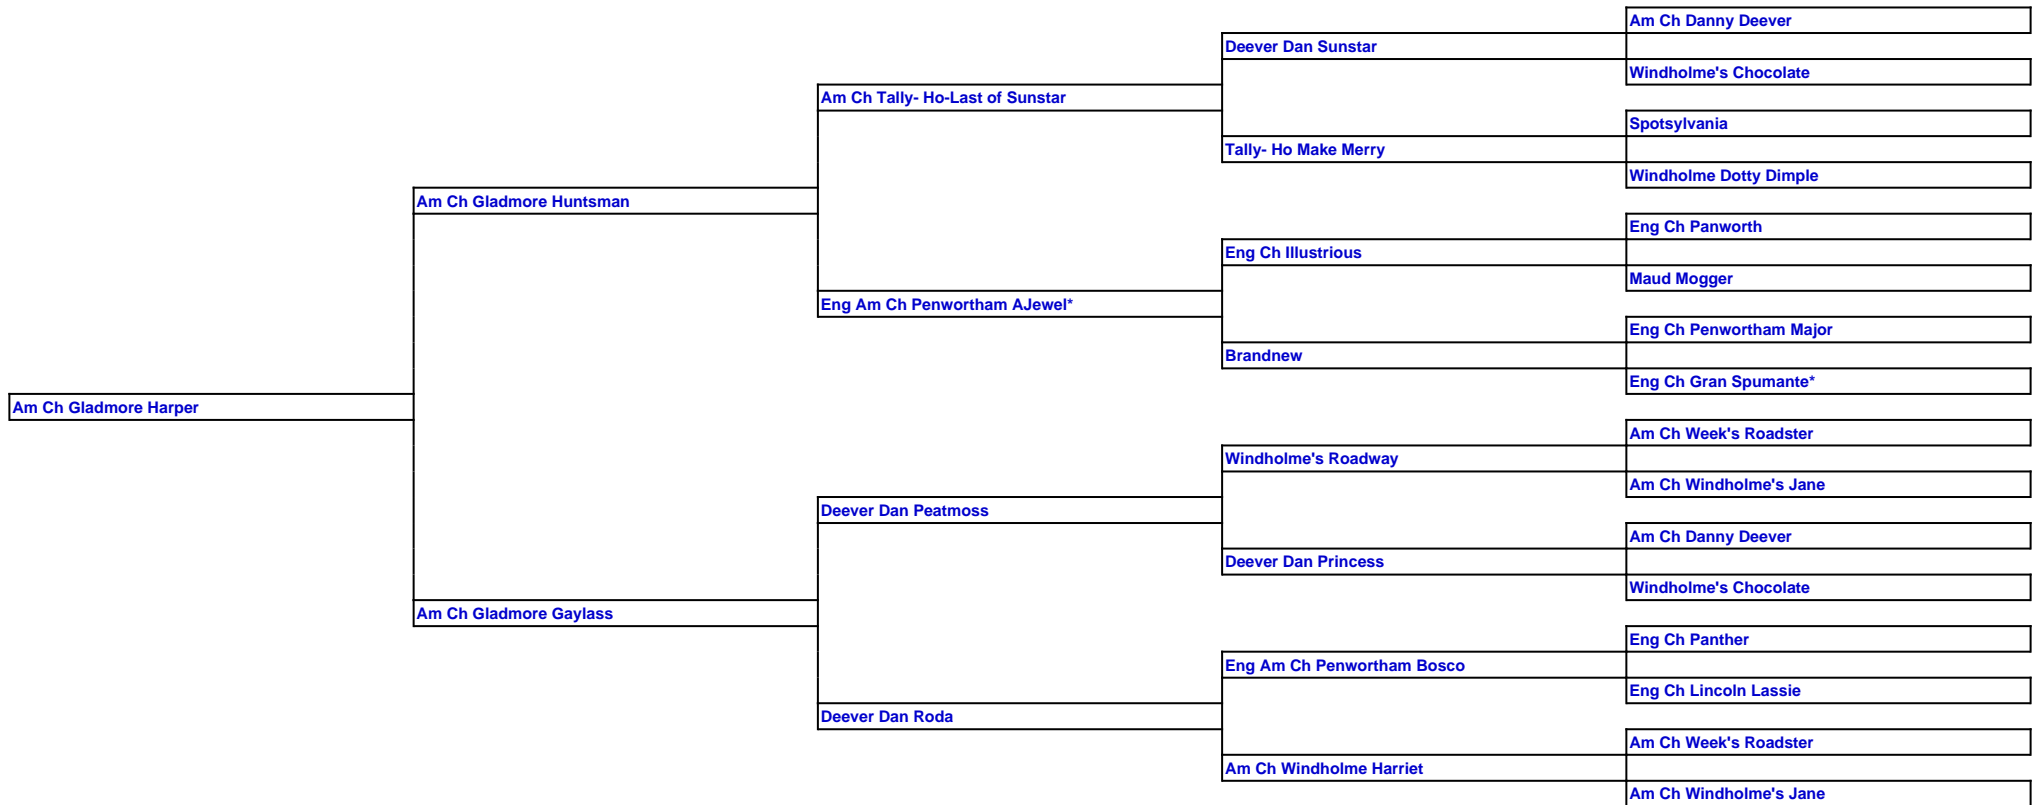 Am Ch Danny Deever
Deever Dan Sunstar
Windholme's Chocolate
Am Ch Tally- Ho-Last of Sunstar
Spotsylvania
Tally- Ho Make Merry
Windholme Dotty Dimple
Am Ch Gladmore Huntsman
Eng Ch Panworth
Eng Ch Illustrious
Maud Mogger
Eng Am Ch Penwortham AJewel*
Eng Ch Penwortham Major
Brandnew
Eng Ch Gran Spumante*
Am Ch Gladmore Harper
Am Ch Week's Roadster
Windholme's Roadway
Am Ch Windholme's Jane
Deever Dan Peatmoss
Am Ch Danny Deever
Deever Dan Princess
Windholme's Chocolate
Am Ch Gladmore Gaylass
Eng Ch Panther
Eng Am Ch Penwortham Bosco
Eng Ch Lincoln Lassie
Deever Dan Roda
Am Ch Week's Roadster
Am Ch Windholme Harriet
Am Ch Windholme's Jane